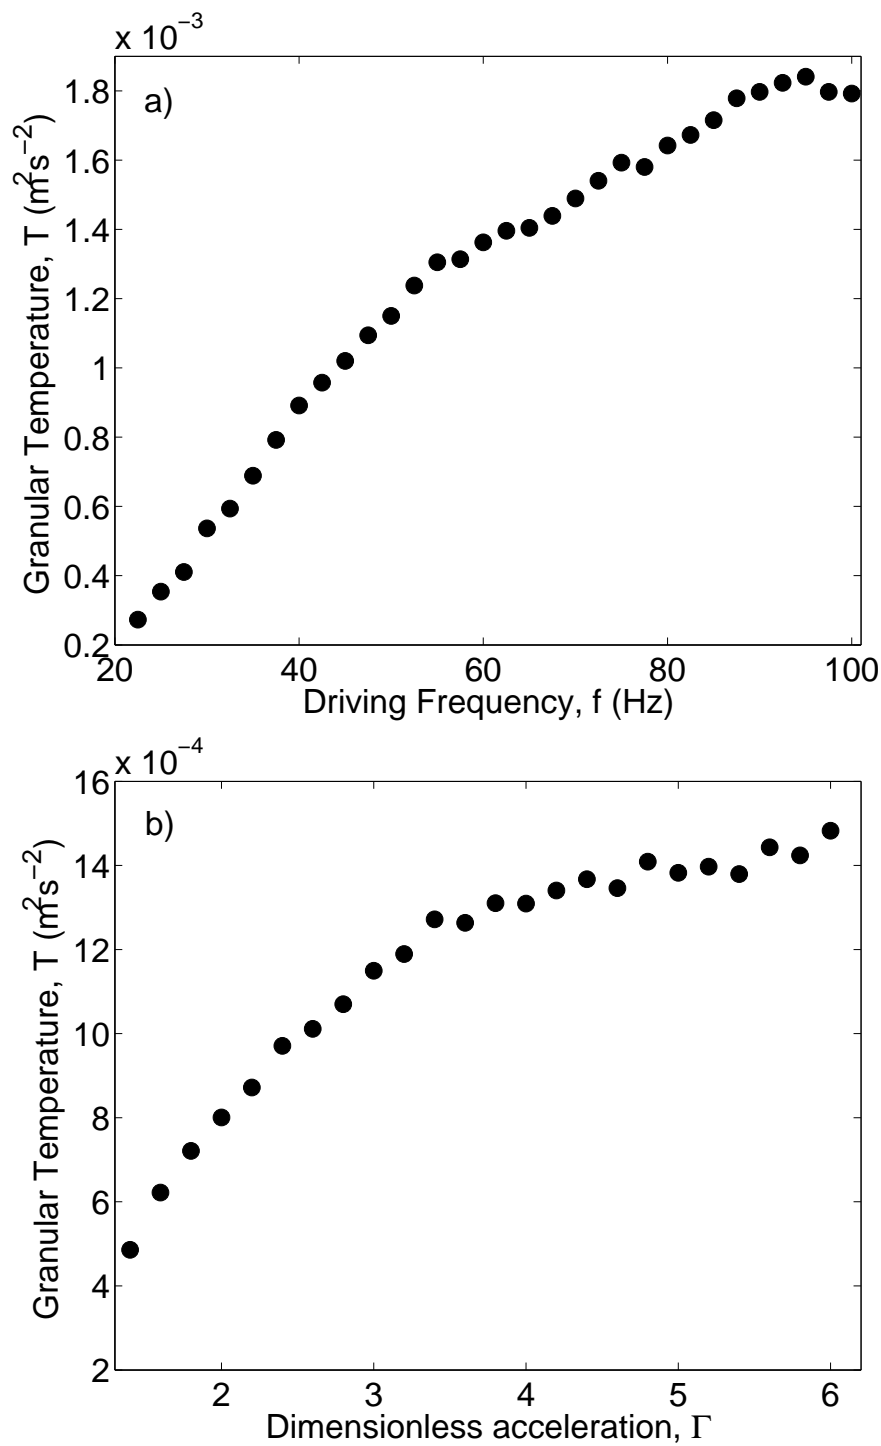 x 10⁻³
a)
1.8
1.6
1.4
1.2
1
0.8
0.6
0.4
0.2
Granular Temperature, T (m²s⁻²)
20 40 60 80 100
Driving Frequency, f (Hz)
x 10⁻⁴
b)
16
14
12
10
8
6
4
2
Granular Temperature, T (m²s⁻²)
2 3 4 5 6
Dimensionless acceleration, Γ